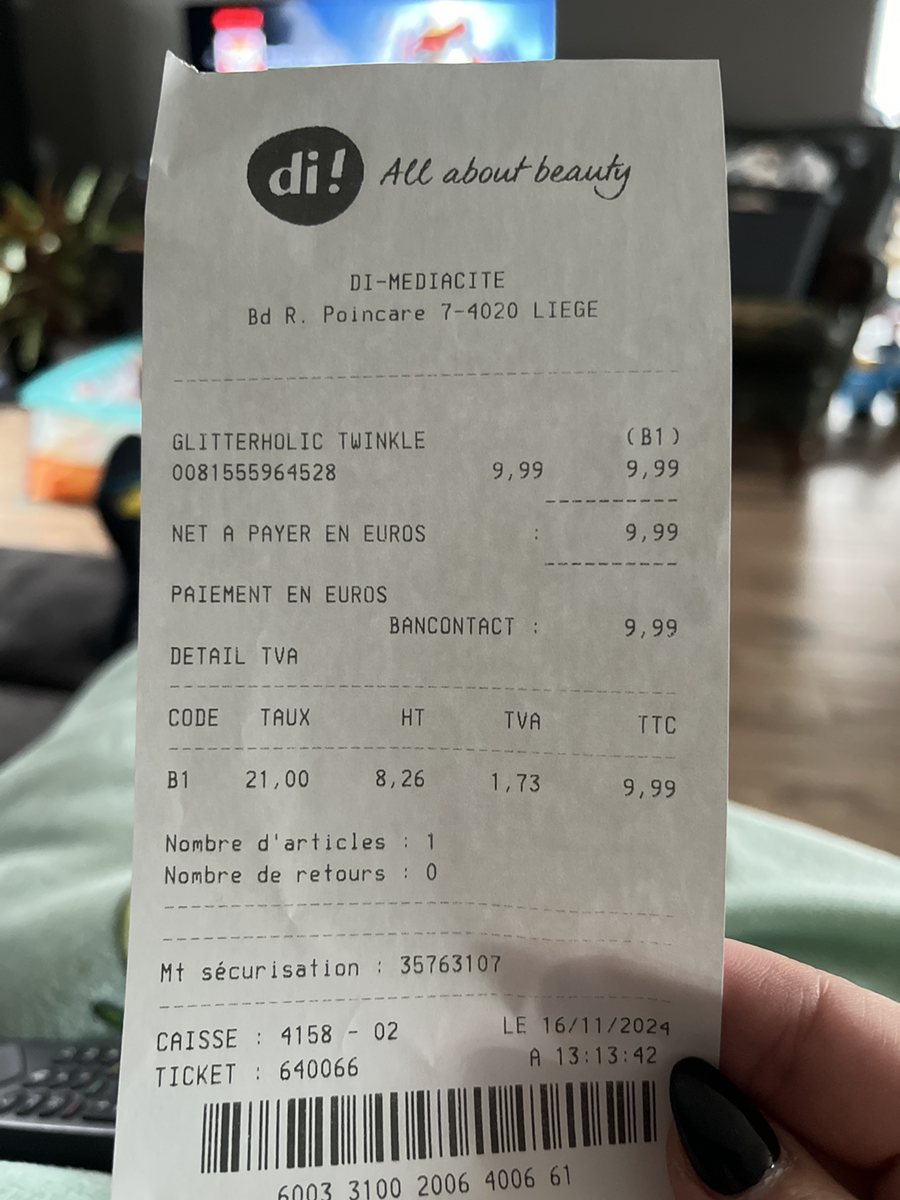 di! All about beauty
DI-MEDIACITE
Bd R. Poincare 7-4020 LIEGE
GLITTERHOLIC TWINKLE (B1)
0081555964528 9,99 9,99
NET A PAYER EN EUROS : 9,99
PAIEMENT EN EUROS
BANCONTACT : 9,99
DETAIL TVA
CODE TAUX HT TVA TTC
B1 21,00 8,26 1,73 9,99
Nombre d'articles : 1
Nombre de retours : 0
Mt sécurisation : 35763107
CAISSE : 4158 - 02 LE 16/11/2024
TICKET : 640066 A 13:13:42
6003 3100 2006 4006 61